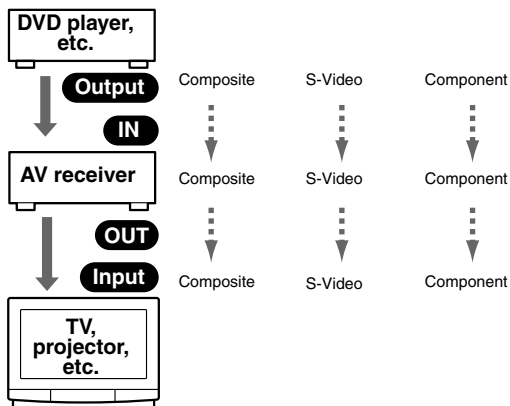 DVD player,
etc.
Output Composite S-Video Component
IN
AV receiver Composite S-Video Component
OUT
Input Composite S-Video Component
TV,
projector,
etc.